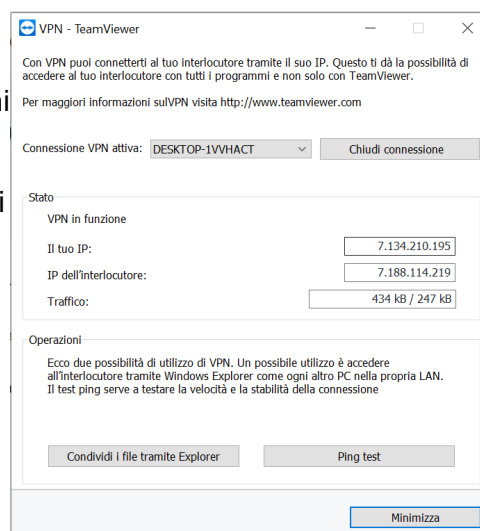 VPN - TeamViewer
Con VPN puoi connetterti al tuo interlocutore tramite il suo IP. Questo ti dà la possibilità di
accedere al tuo interlocutore con tutti i programmi e non solo con TeamViewer.
Per maggiori informazioni sulVPN visita http://www.teamviewer.com
Connessione VPN attiva: DESKTOP-1VVHACT Chiudi connessione
Stato
VPN in funzione
Il tuo IP: 7.134.210.195
IP dell'interlocutore: 7.188.114.219
Traffico: 434 kB / 247 kB
Operazioni
Ecco due possibilità di utilizzo di VPN. Un possibile utilizzo è accedere
all'interlocutore tramite Windows Explorer come ogni altro PC nella propria LAN.
Il test ping serve a testare la velocità e la stabilità della connessione
Condividi i file tramite Explorer Ping test
Minimizza